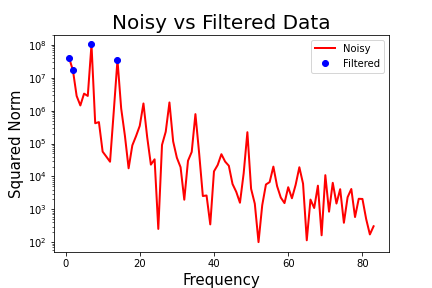 Noisy vs Filtered Data
Noisy
Filtered
Squared Norm
10⁸
10⁷
10⁶
10⁵
10⁴
10³
10²
0 20 40 60 80
Frequency